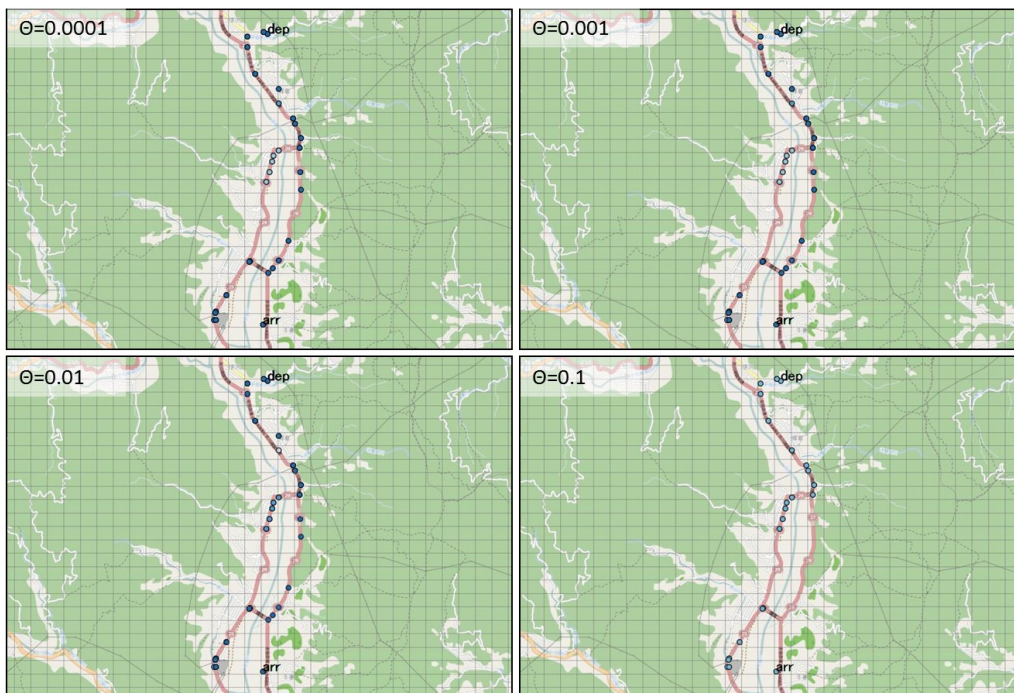 Θ=0.0001
dep
arr
Θ=0.001
dep
arr
Θ=0.01
dep
arr
Θ=0.1
dep
arr